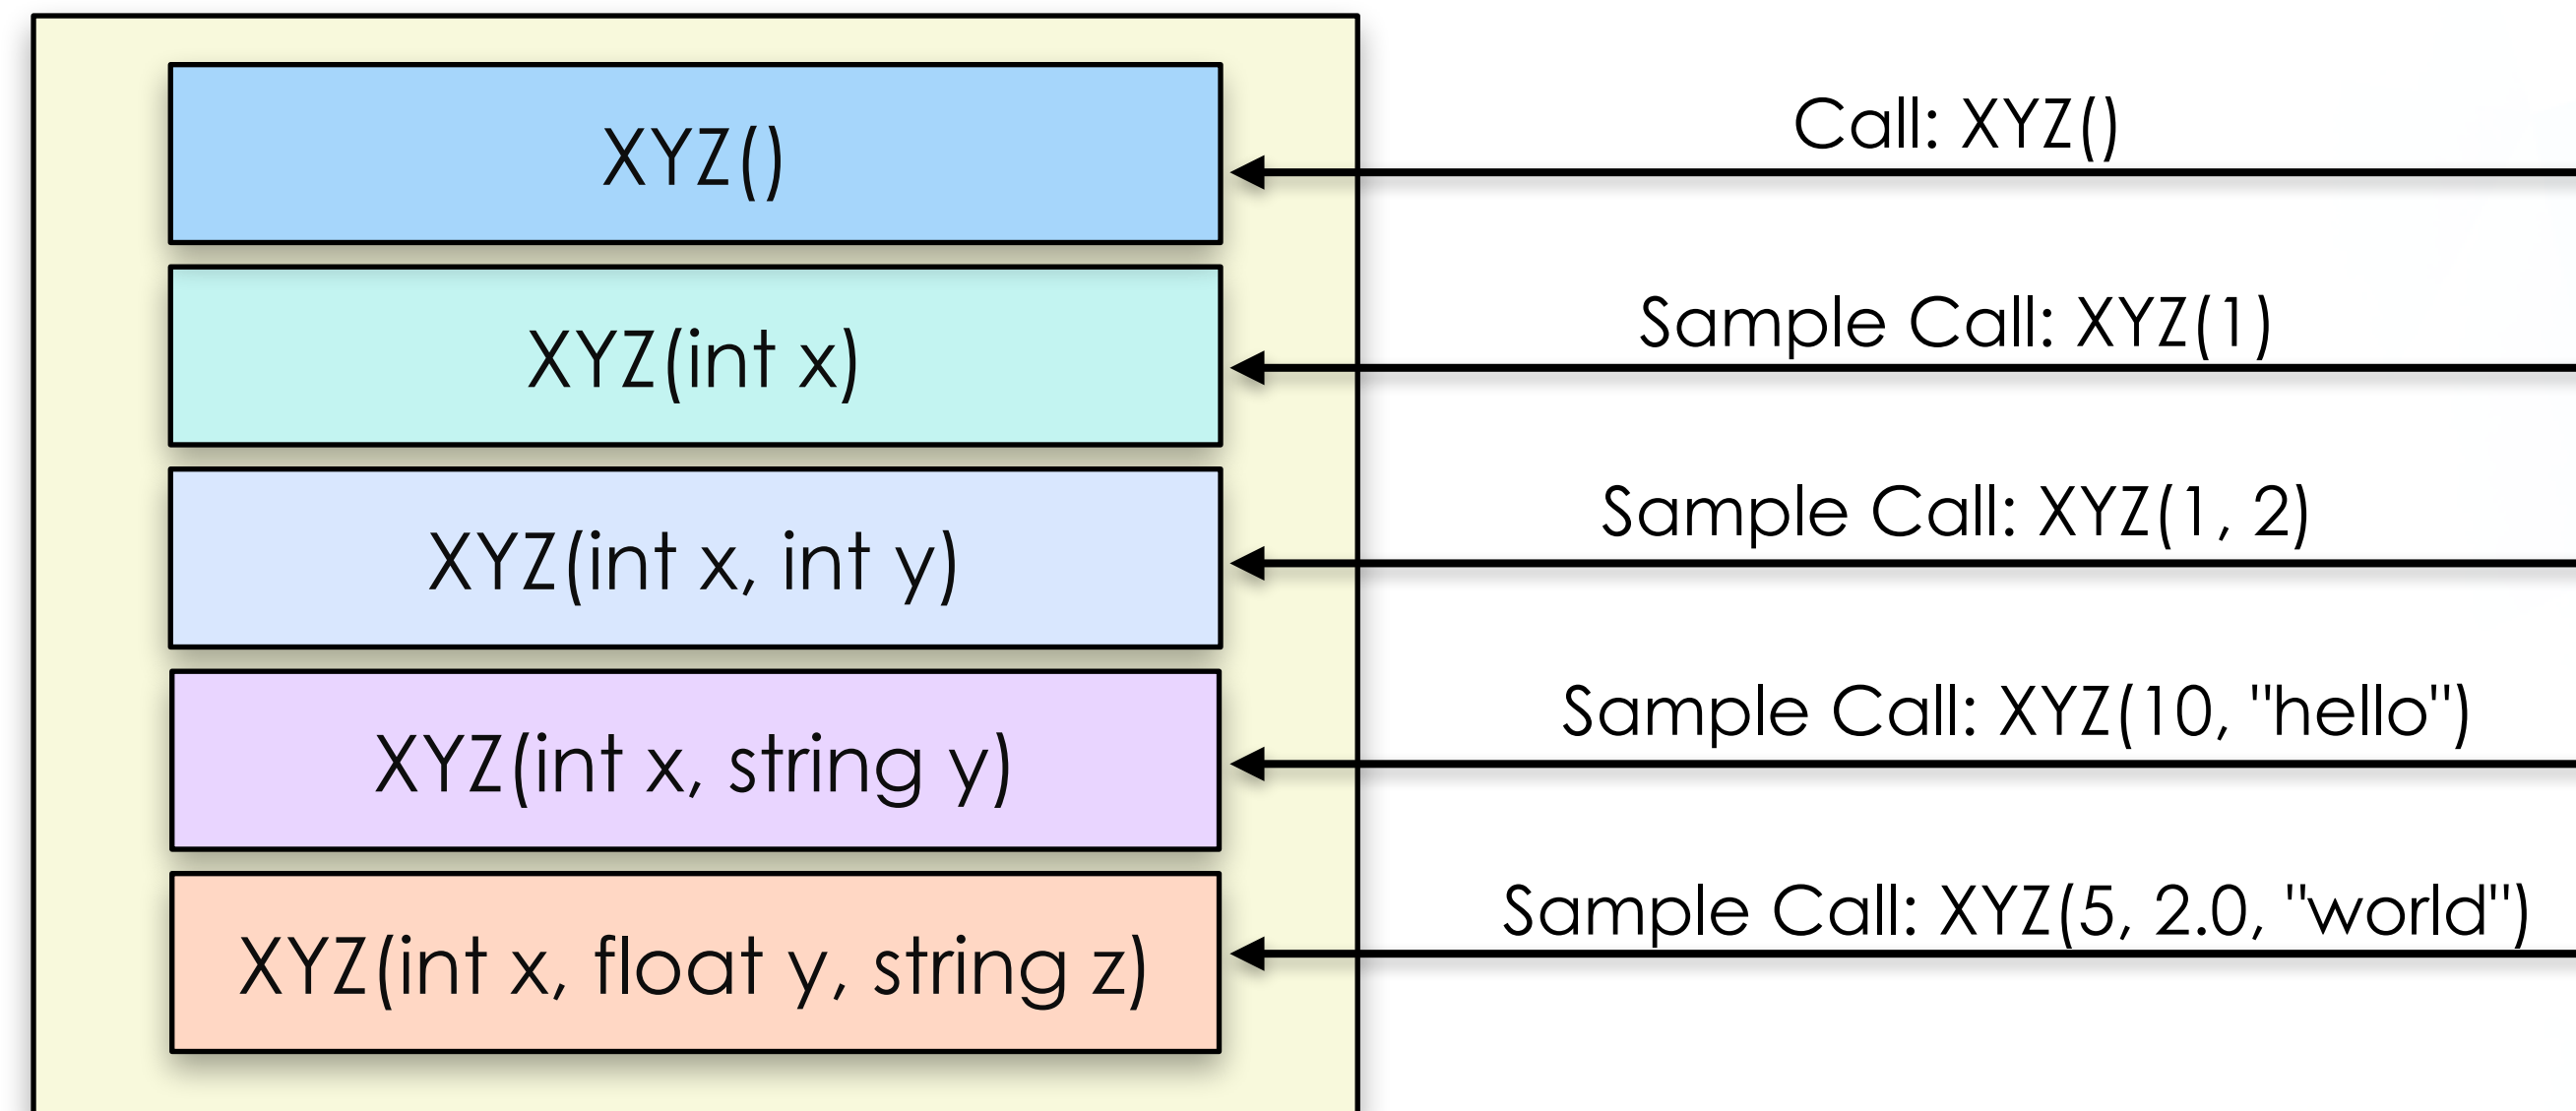 XYZ()
Call: XYZ()
XYZ(int x)
Sample Call: XYZ(1)
XYZ(int x, int y)
Sample Call: XYZ(1, 2)
XYZ(int x, string y)
Sample Call: XYZ(10, "hello")
XYZ(int x, float y, string z)
Sample Call: XYZ(5, 2.0, "world")